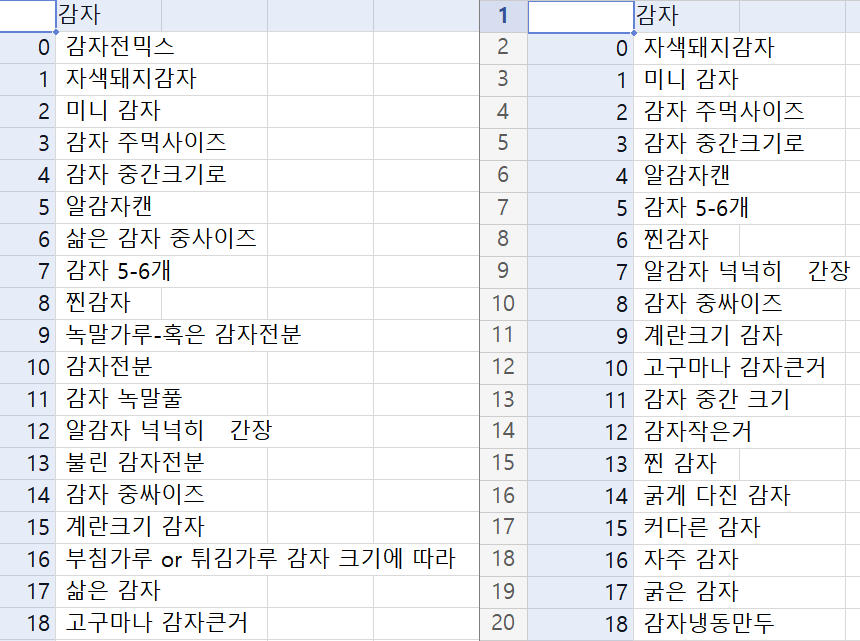 감자
0 감자전믹스
1 자색돼지감자
2 미니 감자
3 감자 주먹사이즈
4 감자 중간크기로
5 알감자캔
6 삶은 감자 중사이즈
7 감자 5-6개
8 찐감자
9 녹말가루-혹은 감자전분
10 감자전분
11 감자 녹말풀
12 알감자 넉넉히 간장
13 불린 감자전분
14 감자 중싸이즈
15 계란크기 감자
16 부침가루 or 튀김가루 감자 크기에 따라
17 삶은 감자
18 고구마나 감자큰거
1 감자
2 0 자색돼지감자
3 1 미니 감자
4 2 감자 주먹사이즈
5 3 감자 중간크기로
6 4 알감자캔
7 5 감자 5-6개
8 6 찐감자
9 7 알감자 넉넉히 간장
10 8 감자 중싸이즈
11 9 계란크기 감자
12 10 고구마나 감자큰거
13 11 감자 중간 크기
14 12 감자작은거
15 13 찐 감자
16 14 굵게 다진 감자
17 15 커다른 감자
18 16 자주 감자
19 17 굵은 감자
20 18 감자냉동만두